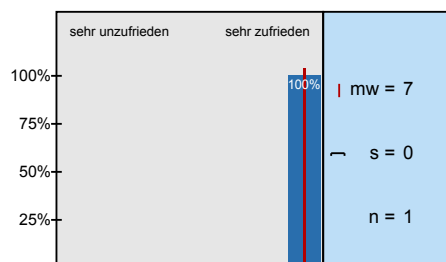 sehr unzufrieden sehr zufrieden
100%
100%
mw = 7
75%
50%
s = 0
25%
n = 1